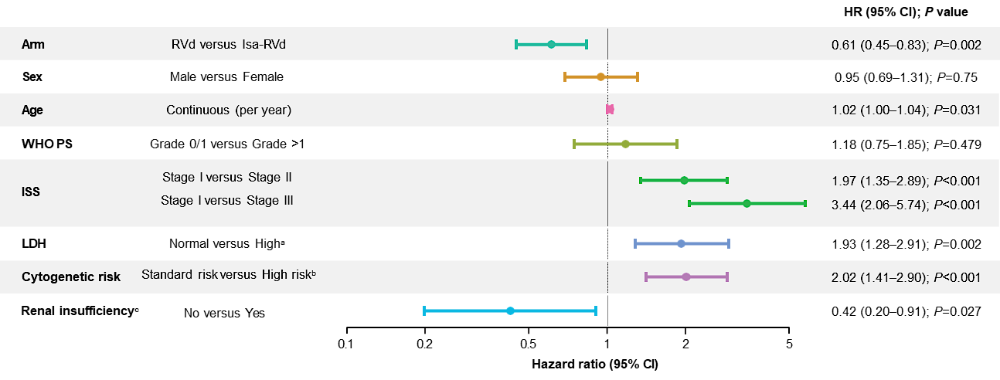 HR (95% CI); P value
Arm RVd versus Isa-RVd 0.61 (0.45–0.83); P=0.002
Sex Male versus Female 0.95 (0.69–1.31); P=0.75
Age Continuous (per year) 1.02 (1.00–1.04); P=0.031
WHO PS Grade 0/1 versus Grade >1 1.18 (0.75–1.85); P=0.479
ISS
Stage I versus Stage II 1.97 (1.35–2.89); P<0.001
Stage I versus Stage III 3.44 (2.06–5.74); P<0.001
LDH Normal versus Highᵃ 1.93 (1.28–2.91); P=0.002
Cytogenetic risk Standard risk versus High riskᵇ 2.02 (1.41–2.90); P<0.001
Renal insufficiencyᶜ No versus Yes 0.42 (0.20–0.91); P=0.027
0.1 0.2 0.5 1 2 5
Hazard ratio (95% CI)